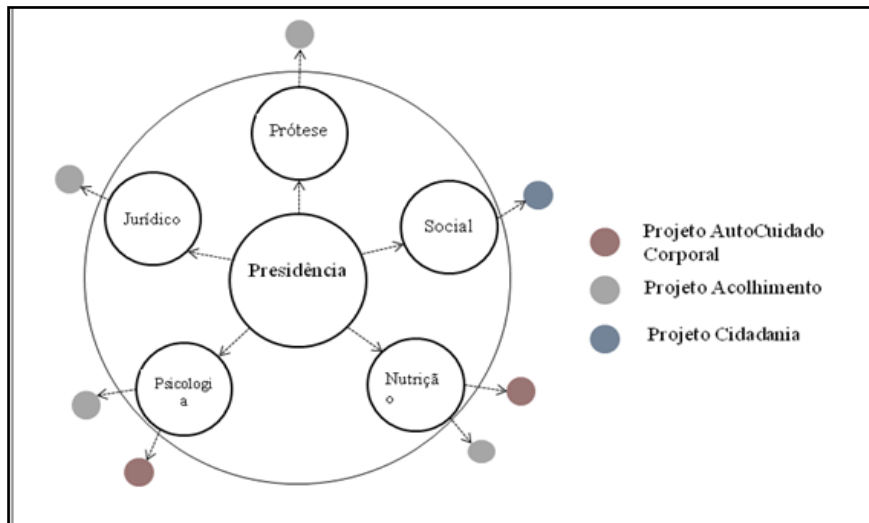 Prótese
Jurídico
Social
Presidência
Psicologi
a
Nutriçã
o
Projeto AutoCuidado
Corporal
Projeto Acolhimento
Projeto Cidadania